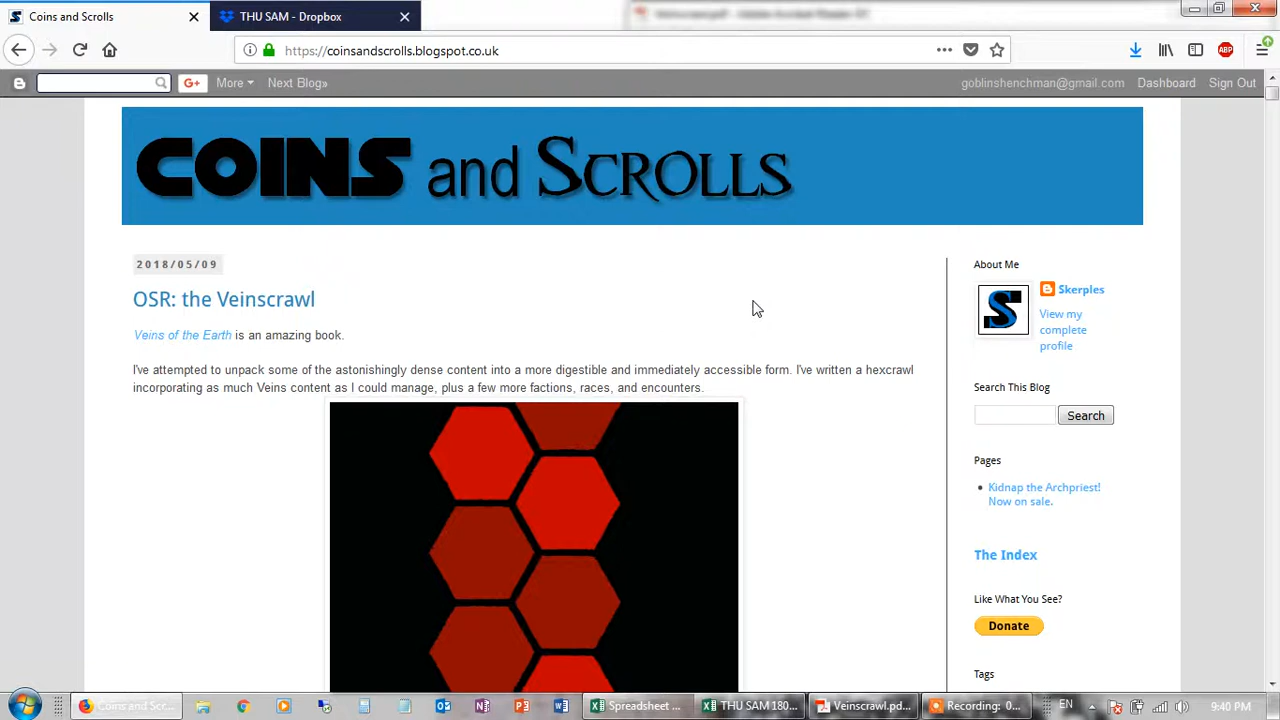 Coins and Scrolls
THU SAM - Dropbox
https://coinsandscrolls.blogspot.co.uk
ABP
G+
More
Next Blog»
goblinshenchman@gmail.com
Dashboard
Sign Out
COINS and SCROLLS
2018/05/09
OSR: the Veinscrawl
Veins of the Earth is an amazing book.
I've attempted to unpack some of the astonishingly dense content into a more digestible and immediately accessible form. I've written a hexcrawl
incorporating as much Veins content as I could manage, plus a few more factions, races, and encounters.
About Me
S
Skerples
View my
complete
profile
Search This Blog
Search
Pages
Kidnap the Archpriest!
Now on sale.
The Index
Like What You See?
Donate
Tags
Coins and Scr...
Spreadsheet ...
THU SAM 180...
Veinscrawl.pd...
Recording: 0...
EN
9:40 PM